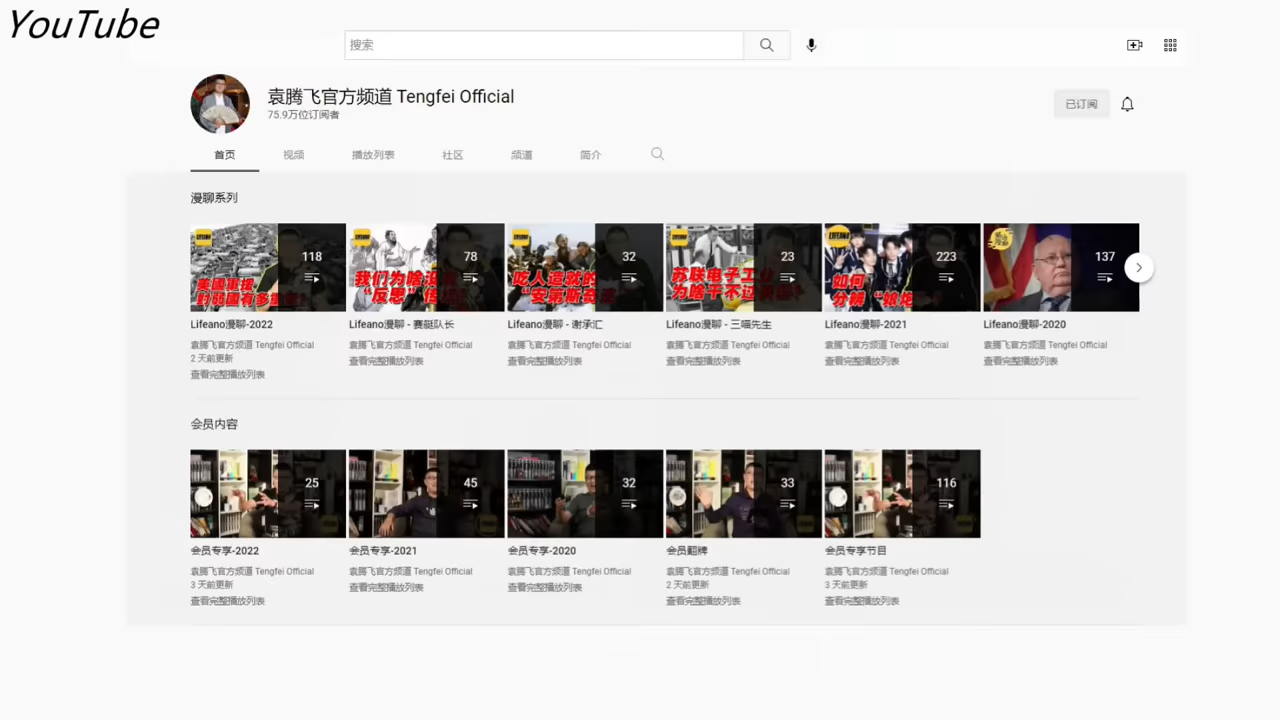 YouTube
搜索
袁腾飞官方频道 Tengfei Official
75.9万位订阅者
已订阅
首页
视频
播放列表
社区
频道
简介
漫聊系列
118
78
32
23
223
137
LIFEANO
美國軍援
對弱國有多重要?
我们为啥没
吃人造就的
苏联电子工业
如何
分辨“娘炮”
Lifeano漫聊-2022
Lifeano漫聊 - 赛艇队长
Lifeano漫聊 - 谢承汇
Lifeano漫聊 - 三喵先生
Lifeano漫聊-2021
Lifeano漫聊-2020
袁腾飞官方频道 Tengfei Official
袁腾飞官方频道 Tengfei Official
袁腾飞官方频道 Tengfei Official
袁腾飞官方频道 Tengfei Official
袁腾飞官方频道 Tengfei Official
袁腾飞官方频道 Tengfei Official
2 天前更新
查看完整播放列表
查看完整播放列表
查看完整播放列表
查看完整播放列表
查看完整播放列表
查看完整播放列表
会员内容
25
45
32
33
116
会员专享-2022
会员专享-2021
会员专享-2020
会员翻牌
会员专享节目
袁腾飞官方频道 Tengfei Official
袁腾飞官方频道 Tengfei Official
袁腾飞官方频道 Tengfei Official
袁腾飞官方频道 Tengfei Official
袁腾飞官方频道 Tengfei Official
3 天前更新
2 天前更新
3 天前更新
查看完整播放列表
查看完整播放列表
查看完整播放列表
查看完整播放列表
查看完整播放列表